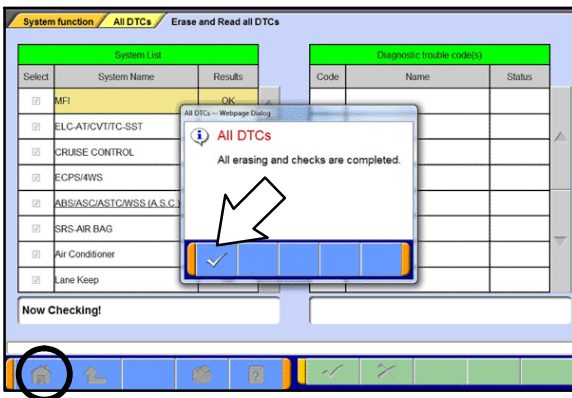 System function All DTCs Erase and Read all DTCs
System List
Diagnostic trouble code(s)
Select System Name Results
Code Name Status
MFI OK
ELC-AT/CVT/TC-SST
CRUISE CONTROL
ECPS/4WS
ABS/ASC/ASTC/WSS (A.S.C.)
SRS-AIR BAG
Air Conditioner
Lane Keep
All DTCs -- Webpage Dialog
All DTCs
All erasing and checks are completed.
Now Checking!